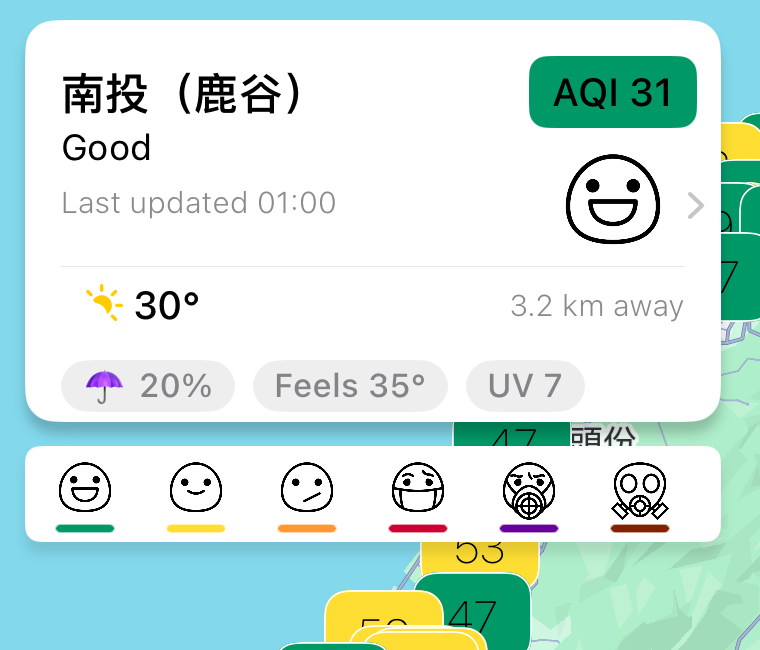 南投（鹿谷）
AQI 31
Good
Last updated 01:00
30°
3.2 km away
20%
Feels 35°
UV 7
47
頭份
53
47